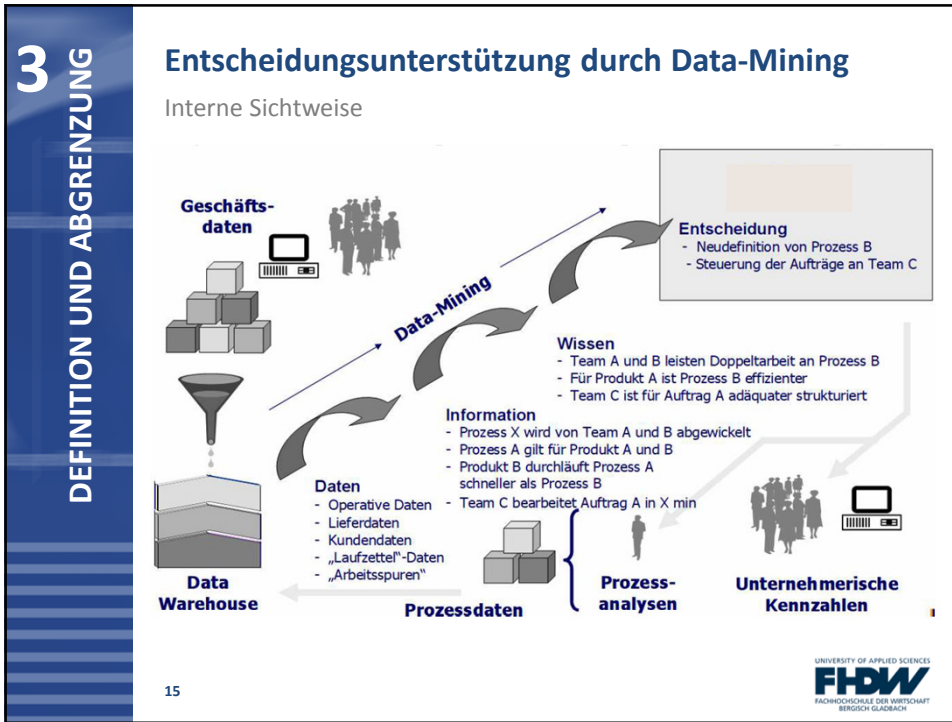 3
DEFINITION UND ABGRENZUNG
Entscheidungsunterstützung durch Data-Mining
Interne Sichtweise
Geschäfts-
daten
Data-Mining
Entscheidung
- Neudefinition von Prozess B
- Steuerung der Aufträge an Team C
Wissen
- Team A und B leisten Doppeltarbeit an Prozess B
- Für Produkt A ist Prozess B effizienter
- Team C ist für Auftrag A adäquater strukturiert
Information
- Prozess X wird von Team A und B abgewickelt
- Prozess A gilt für Produkt A und B
- Produkt B durchläuft Prozess A
schneller als Prozess B
- Team C bearbeitet Auftrag A in X min
Daten
- Operative Daten
- Lieferdaten
- Kundendaten
- „Laufzettel"-Daten
- „Arbeitsspuren"
Data
Warehouse
Prozessdaten
Prozess-
analysen
Unternehmerische
Kennzahlen
15
UNIVERSITY OF APPLIED SCIENCES
FHDW
FACHHOCHSCHULE DER WIRTSCHAFT
BERGISCH GLADBACH